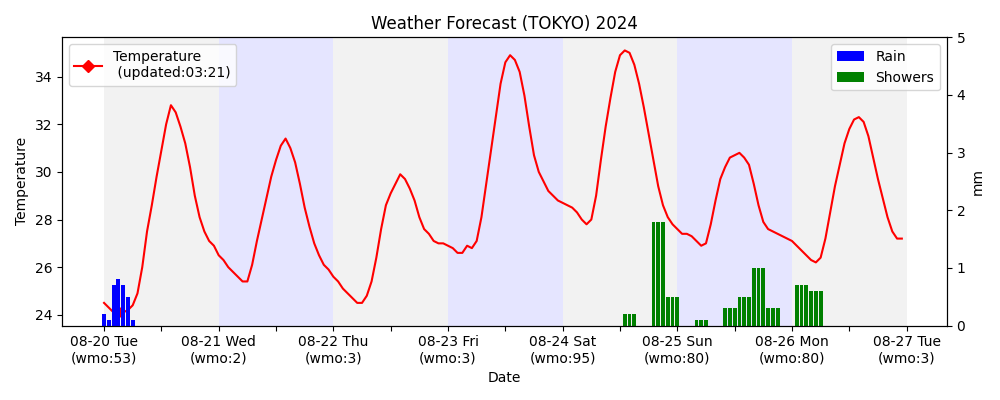 Weather Forecast (TOKYO) 2024
Temperature
(updated:03:21)
Rain
Showers
Temperature
34
32
30
28
26
24
5
4
3
2
1
0
mm
08-20 Tue
(wmo:53)
08-21 Wed
(wmo:2)
08-22 Thu
(wmo:3)
08-23 Fri
(wmo:3)
08-24 Sat
(wmo:95)
08-25 Sun
(wmo:80)
08-26 Mon
(wmo:80)
08-27 Tue
(wmo:3)
Date